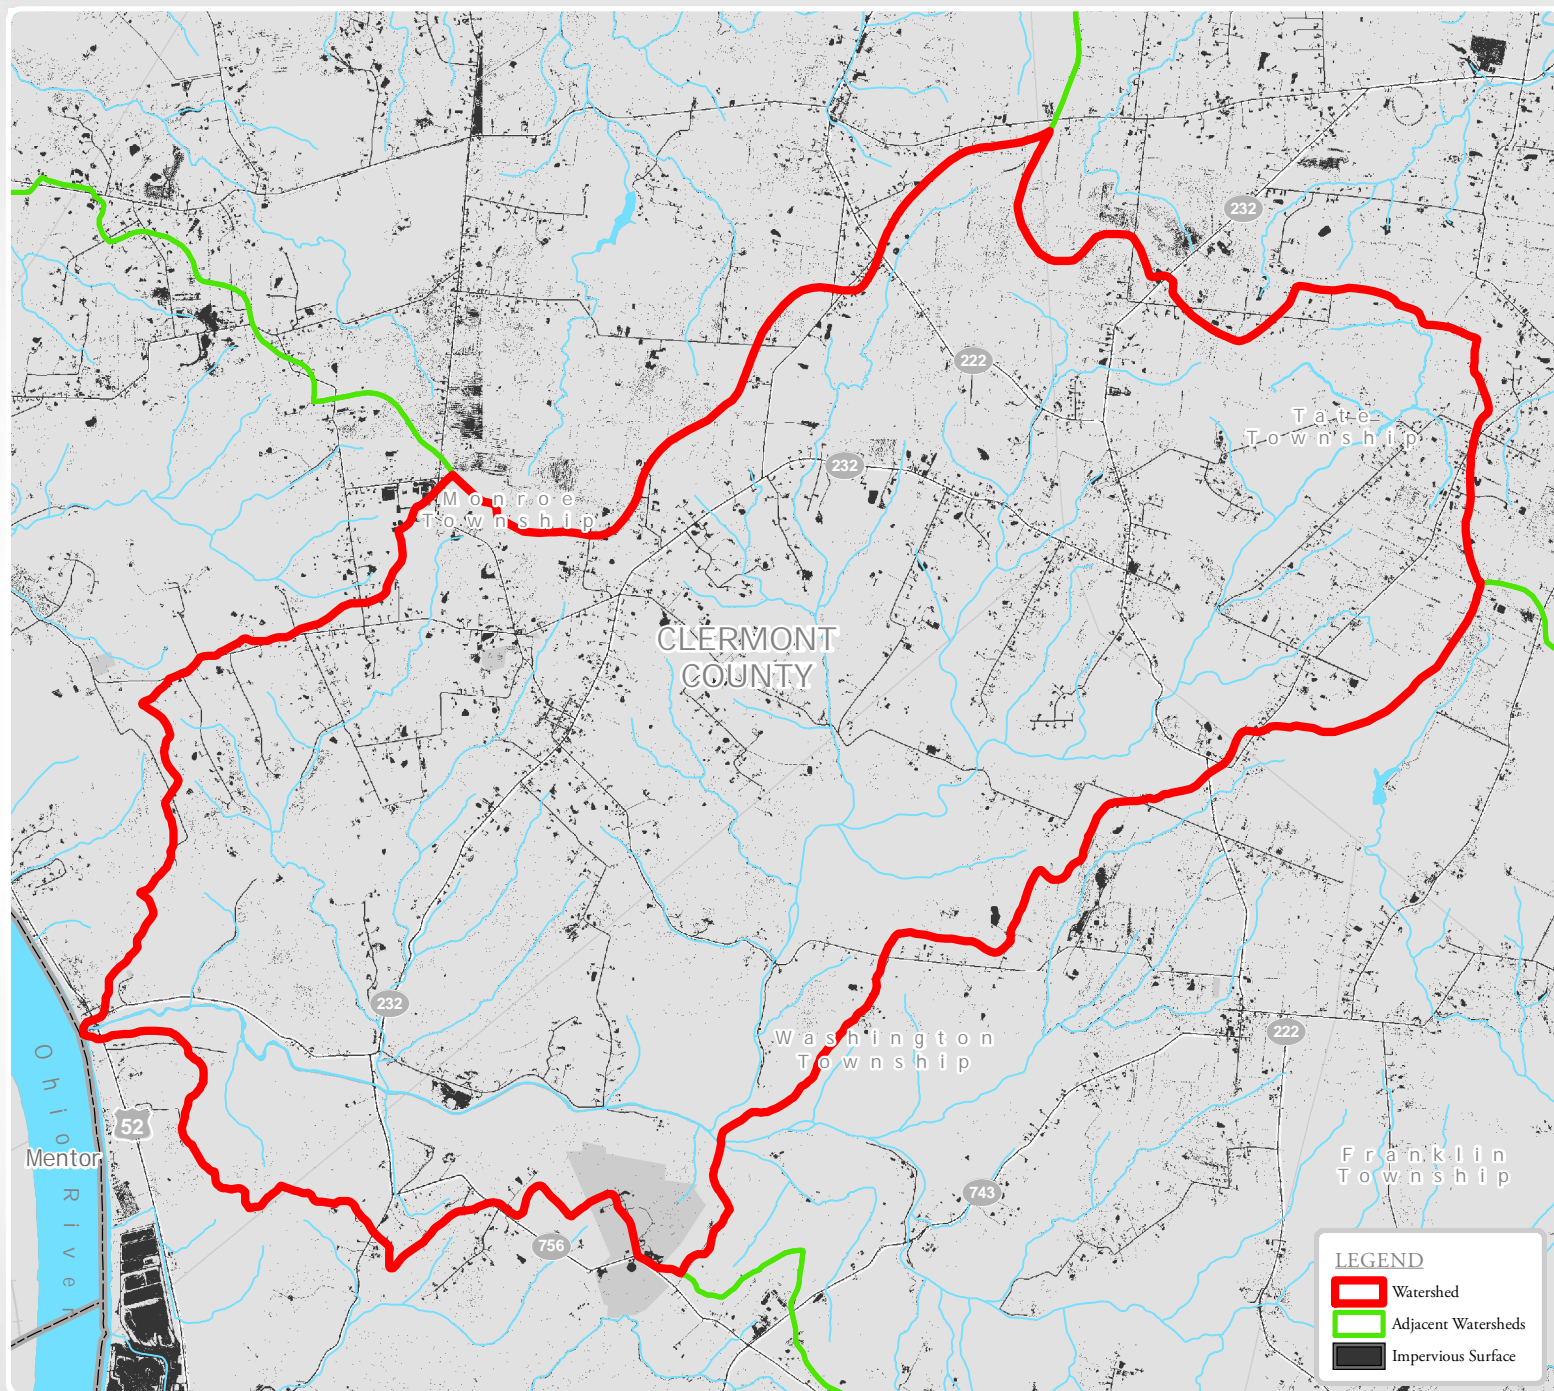 232
222
Tate
Township
232
Monroe
Township
CLERMONT
COUNTY
232
Washington
Township
222
Ohio River
52
Mentor
Franklin
Township
743
756
LEGEND
Watershed
Adjacent Watersheds
Impervious Surface